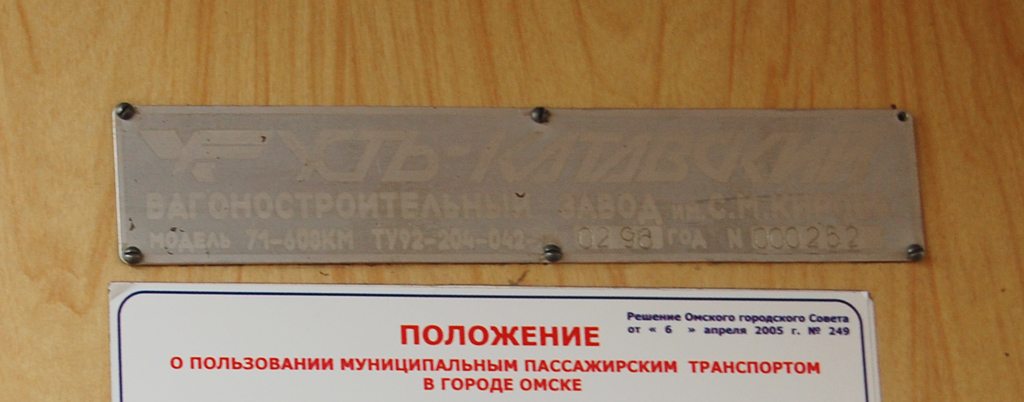 УСТЬ-КАТАВСКИЙ
ВАГОНОСТРОИТЕЛЬНЫЙ ЗАВОД им. С.М. КИРОВА
МОДЕЛЬ 71-608КМ ТУ92-204-042- 02 98 ГОД N 000262
Решение Омского городского Совета
от « 6 » апреля 2005 г. № 249
ПОЛОЖЕНИЕ
О ПОЛЬЗОВАНИИ МУНИЦИПАЛЬНЫМ ПАССАЖИРСКИМ ТРАНСПОРТОМ
В ГОРОДЕ ОМСКЕ